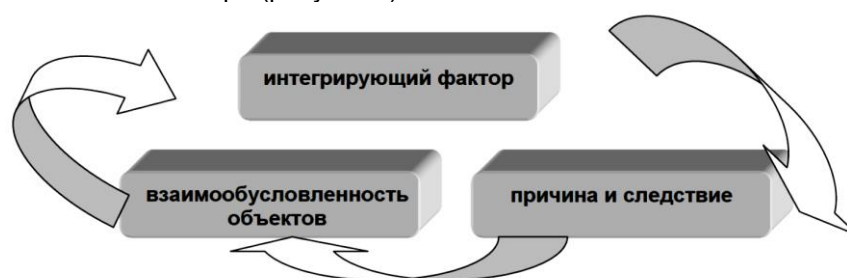 интегрирующий фактор
взаимообусловленность
объектов
причина и следствие